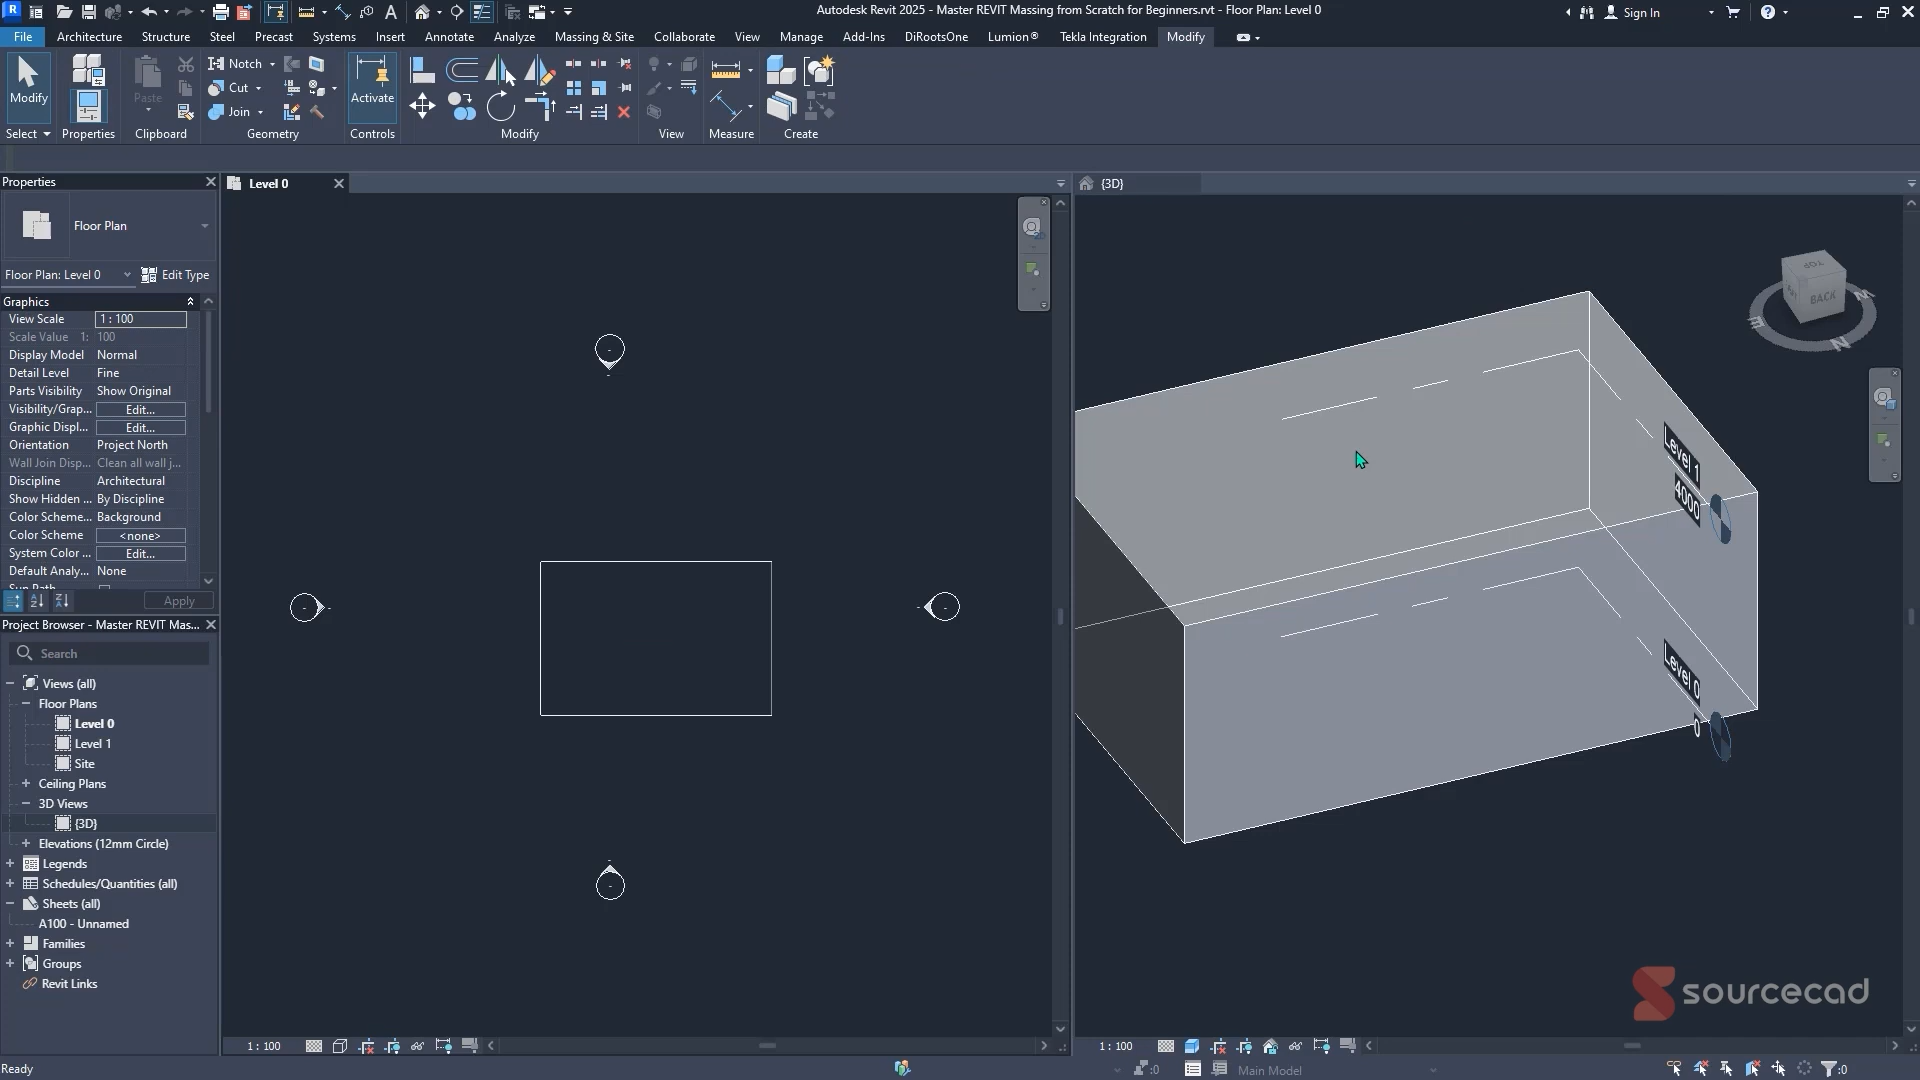 Autodesk Revit 2025 - Master REVIT Massing from Scratch for Beginners.rvt - Floor Plan: Level 0
Sign In
File Architecture Structure Steel Precast Systems Insert Annotate Analyze Massing & Site Collaborate View Manage Add-Ins DiRootsOne Lumion® Tekla Integration Modify
Modify
Paste
Notch
Cut
Join
Activate
Select Properties Clipboard Geometry Controls Modify View Measure Create
Properties
Floor Plan
Floor Plan: Level 0 Edit Type
Graphics
View Scale 1 : 100
Scale Value 1: 100
Display Model Normal
Detail Level Fine
Parts Visibility Show Original
Visibility/Grap... Edit...
Graphic Displ... Edit...
Orientation Project North
Wall Join Disp... Clean all wall j...
Discipline Architectural
Show Hidden ... By Discipline
Color Scheme... Background
Color Scheme <none>
System Color ... Edit...
Default Analy... None
Sun Path
Apply
Project Browser - Master REVIT Mas...
Search
Views (all)
Floor Plans
Level 0
Level 1
Site
Ceiling Plans
3D Views
{3D}
Elevations (12mm Circle)
Legends
Schedules/Quantities (all)
Sheets (all)
A100 - Unnamed
Families
Groups
Revit Links
Level 0
{3D}
TOP
BACK
E
N
Level 1
4000
Level 0
0
sourcecad
1 : 100
1 : 100
Ready
:0
Main Model
:0